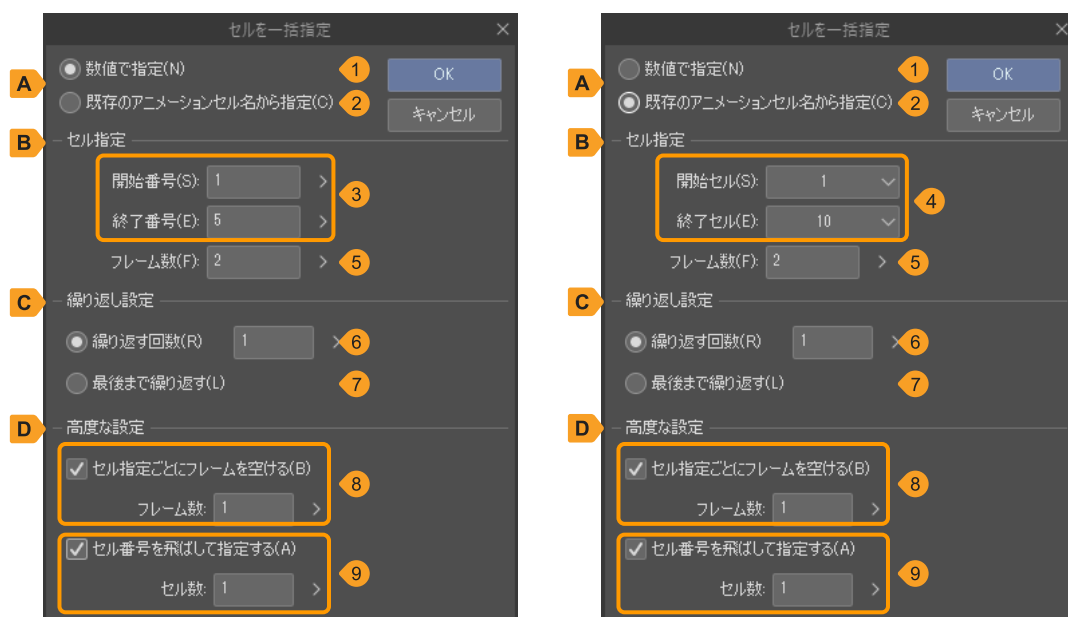 セルを一括指定
A
数値で指定(N)
1
OK
既存のアニメーションセル名から指定(C)
2
キャンセル
B
セル指定
開始番号(S): 1
3
終了番号(E): 5
フレーム数(F): 2
5
C
繰り返し設定
繰り返す回数(R) 1
6
最後まで繰り返す(L)
7
D
高度な設定
セル指定ごとにフレームを空ける(B)
8
フレーム数: 1
セル番号を飛ばして指定する(A)
9
セル数: 1
セルを一括指定
A
数値で指定(N)
1
OK
既存のアニメーションセル名から指定(C)
2
キャンセル
B
セル指定
開始セル(S): 1
4
終了セル(E): 10
フレーム数(F): 2
5
C
繰り返し設定
繰り返す回数(R) 1
6
最後まで繰り返す(L)
7
D
高度な設定
セル指定ごとにフレームを空ける(B)
8
フレーム数: 1
セル番号を飛ばして指定する(A)
9
セル数: 1